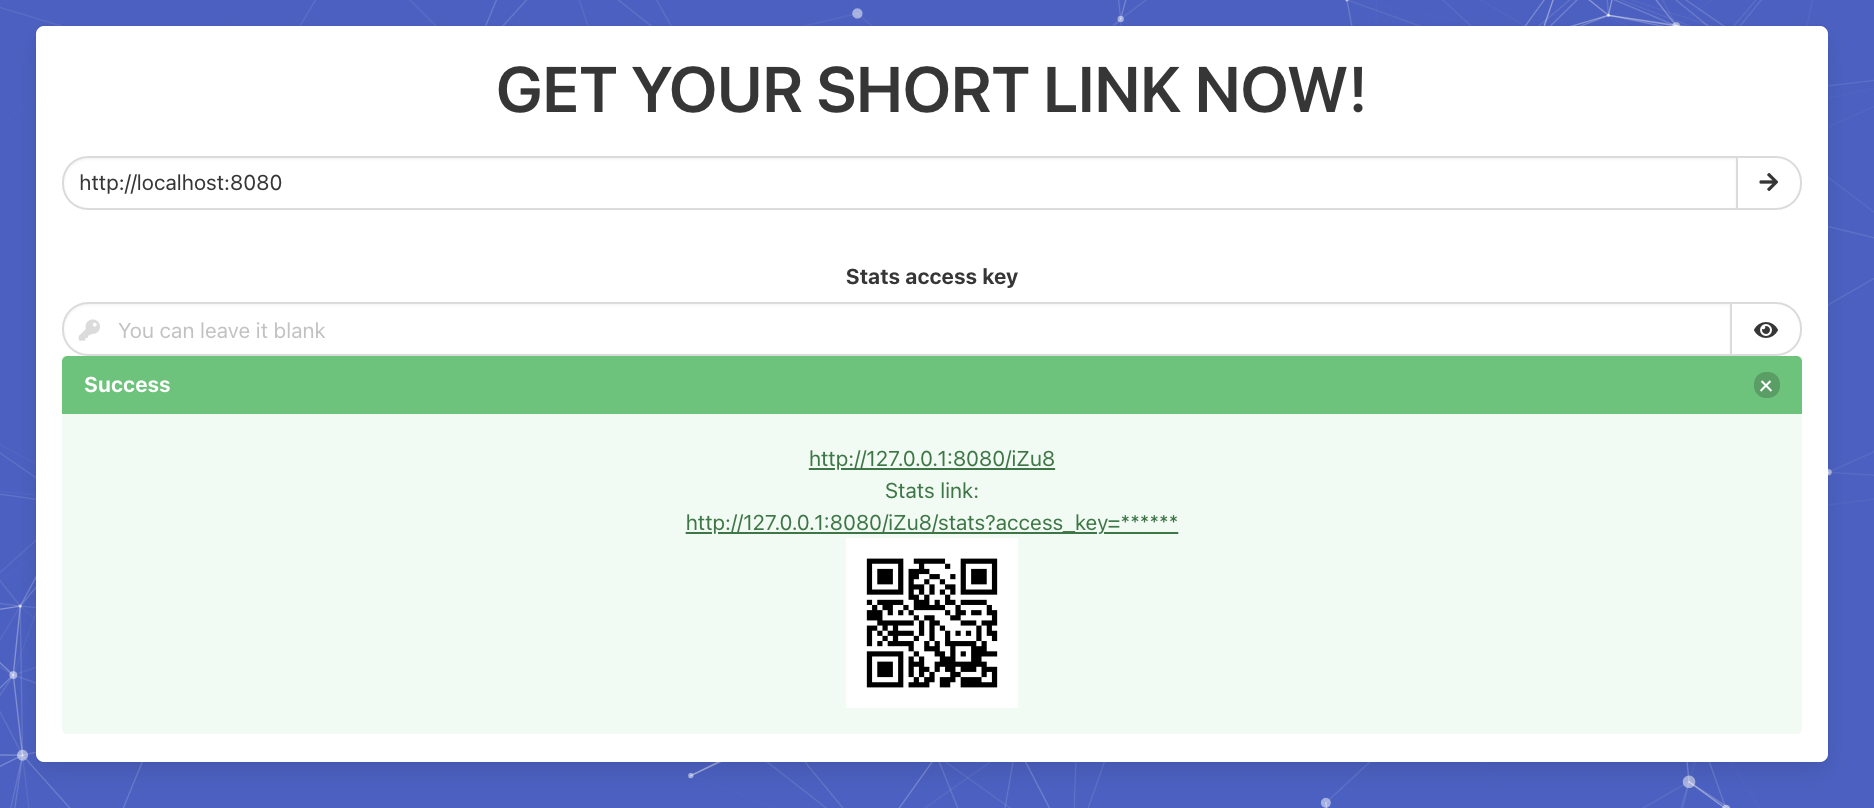 GET YOUR SHORT LINK NOW!
http://localhost:8080
Stats access key
You can leave it blank
Success
http://127.0.0.1:8080/iZu8
Stats link:
http://127.0.0.1:8080/iZu8/stats?access_key=******